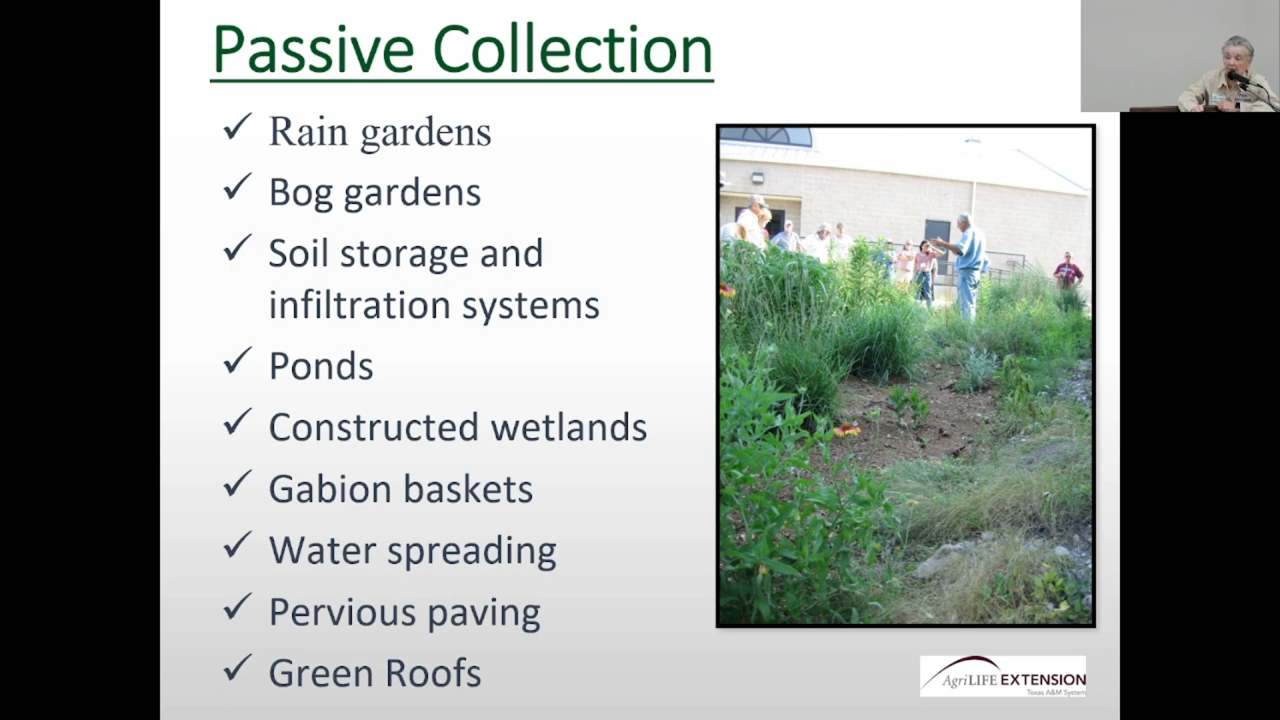 Passive Collection
✓ Rain gardens
✓ Bog gardens
✓ Soil storage and
infiltration systems
✓ Ponds
✓ Constructed wetlands
✓ Gabion baskets
✓ Water spreading
✓ Pervious paving
✓ Green Roofs
AgriLIFE EXTENSION
Texas A&M System